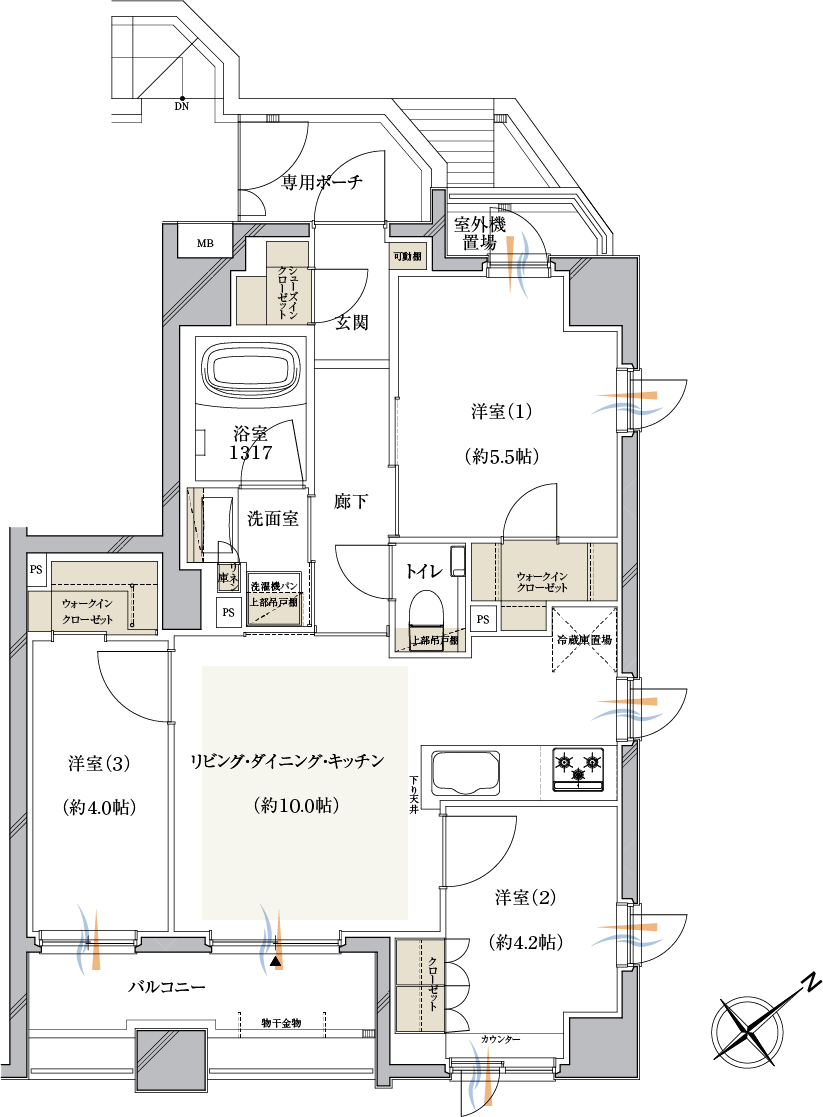 DN
専用ポーチ
MB
室外機
置場
可動棚
シューズイン
クローゼット
玄関
洋室(1)
(約5.5帖)
浴室
1317
廊下
洗面室
トイレ
リネン
庫
洗濯機パン
上部吊戸棚
PS
PS
ウォークイン
クローゼット
ウォークイン
クローゼット
PS
上部吊戸棚
冷蔵庫置場
洋室(3)
(約4.0帖)
リビング・ダイニング・キッチン
(約10.0帖)
下り天井
洋室(2)
(約4.2帖)
クローゼット
バルコニー
物干金物
カウンター
N